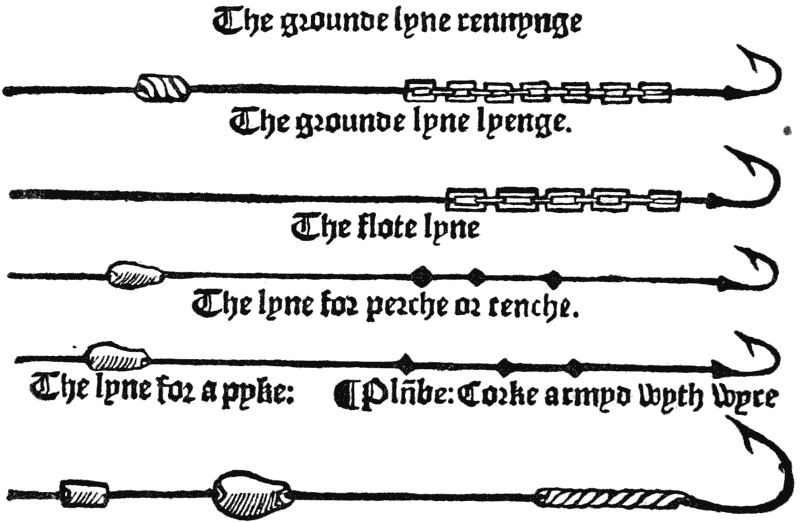 The grounde lyne rennynge
The grounde lyne lyenge.
The flote lyne
The lyne for perche or tenche.
The lyne for a pyke: ¶Plūbe: Corke armyd wyth wyre